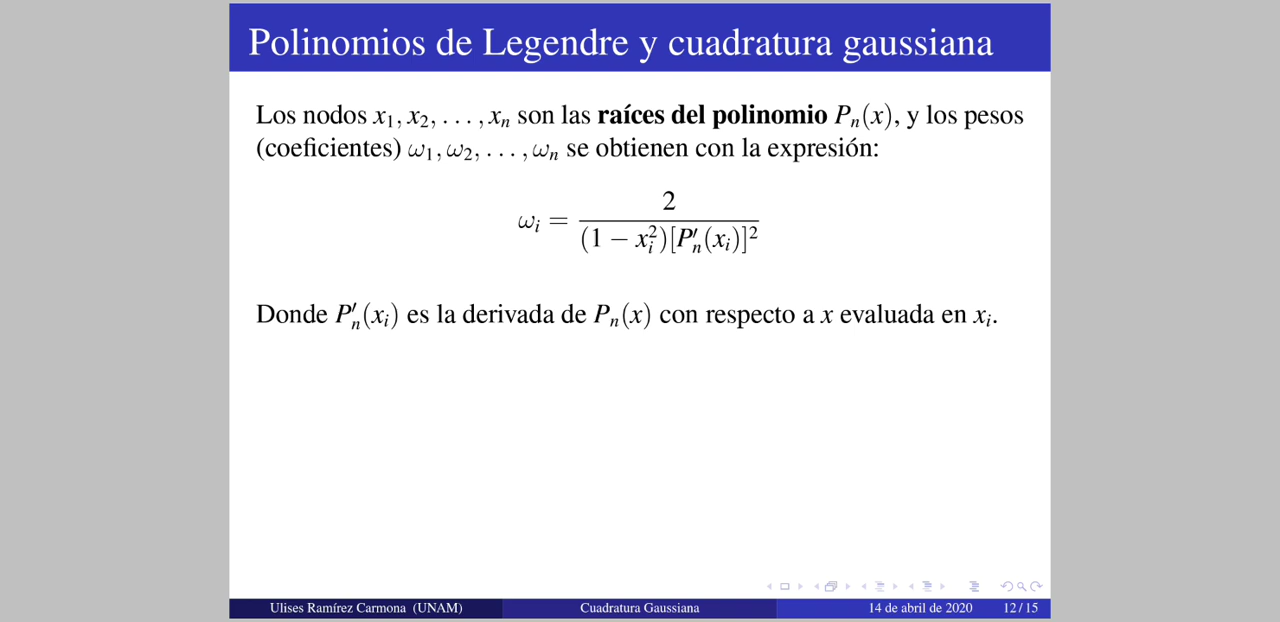 Polinomios de Legendre y cuadratura gaussiana
Los nodos x₁, x₂, . . . , xₙ son las raíces del polinomio Pₙ(x), y los pesos
(coeficientes) ω₁, ω₂, . . . , ωₙ se obtienen con la expresión:
ωᵢ = 2 / (1 − xᵢ²)[P′ₙ(xᵢ)]²
Donde P′ₙ(xᵢ) es la derivada de Pₙ(x) con respecto a x evaluada en xᵢ.
Ulises Ramírez Carmona (UNAM) Cuadratura Gaussiana 14 de abril de 2020 12 / 15